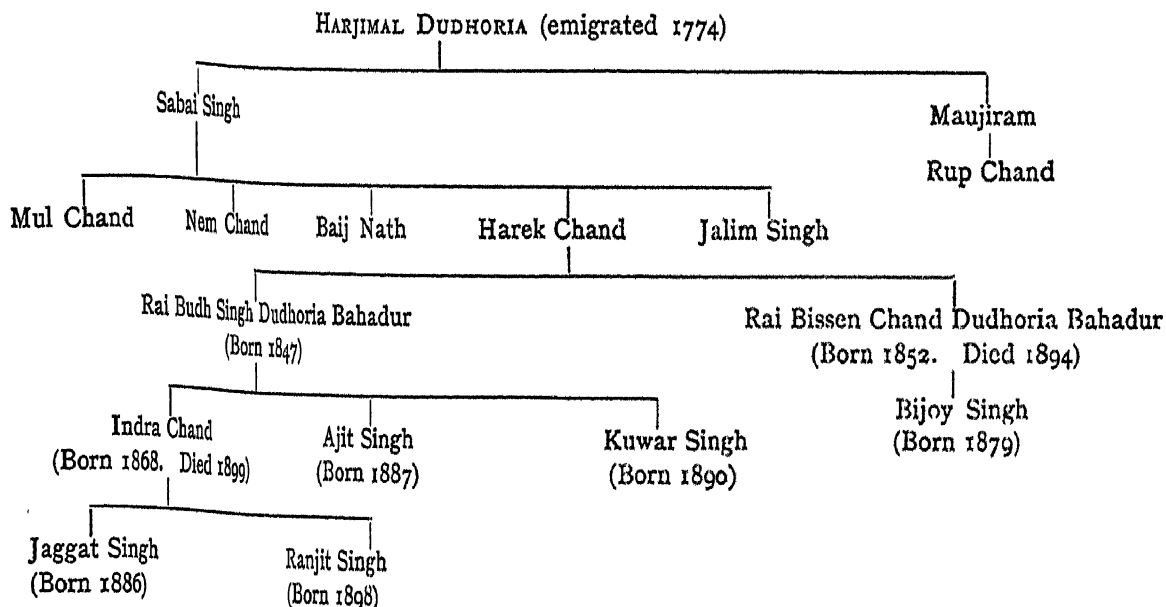 HARJIMAL DUDHORIA (emigrated 1774)
Sabai Singh
Maujiram
Rup Chand
Mul Chand
Nem Chand
Baij Nath
Harek Chand
Jalim Singh
Rai Budh Singh Dudhoria Bahadur
(Born 1847)
Rai Bissen Chand Dudhoria Bahadur
(Born 1852. Died 1894)
Indra Chand
(Born 1868. Died 1899)
Ajit Singh
(Born 1887)
Kuwar Singh
(Born 1890)
Bijoy Singh
(Born 1879)
Jaggat Singh
(Born 1886)
Ranjit Singh
(Born 1898)